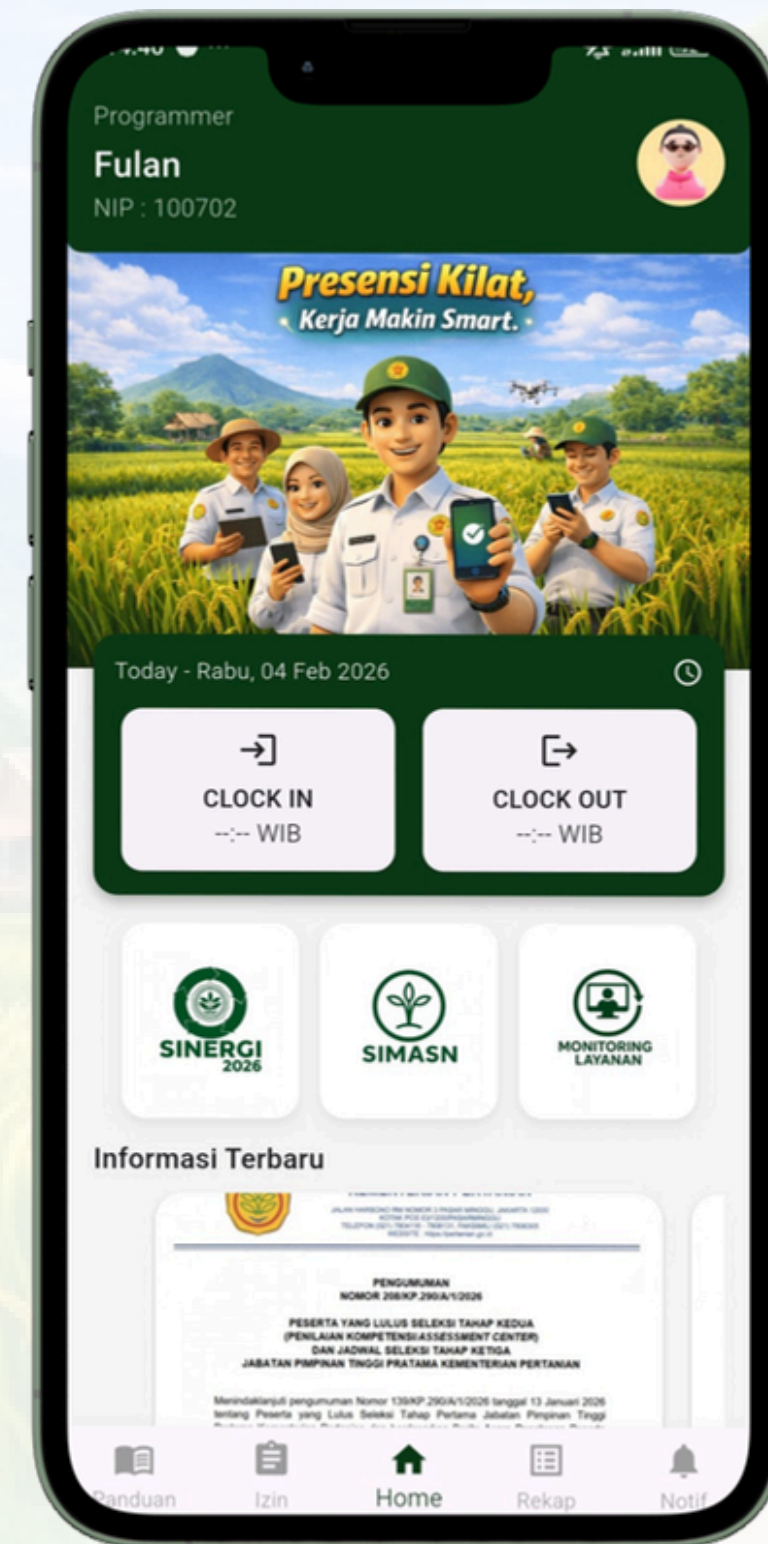 Programmer
Fulan
NIP : 100702
Presensi Kilat,
Kerja Makin Smart.
Today - Rabu, 04 Feb 2026
CLOCK IN
--:-- WIB
CLOCK OUT
--:-- WIB
SINERGI
2026
SIMASN
MONITORING
LAYANAN
Informasi Terbaru
PENGUMUMAN
NOMOR 208/KP.290/A/1/2026
PESERTA YANG LULUS SELEKSI TAHAP KEDUA
(PENILAIAN KOMPETENSI/ASSESSMENT CENTER)
DAN JADWAL SELEKSI TAHAP KETIGA
JABATAN PIMPINAN TINGGI PRATAMA KEMENTERIAN PERTANIAN
Menindaklanjuti pengumuman Nomor 139/KP.290/A/1/2026 tanggal 13 Januari 2026
tentang Peserta yang Lulus Seleksi Tahap Pertama Jabatan Pimpinan Tinggi
Panduan
Izin
Home
Rekap
Notif